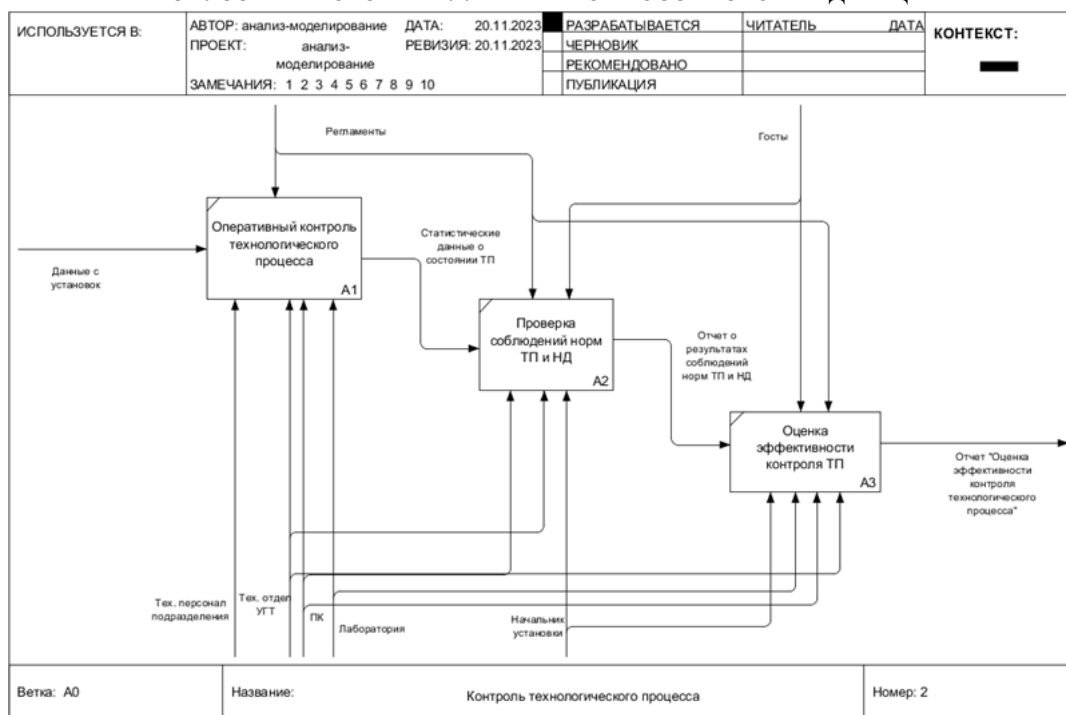 ИСПОЛЬЗУЕТСЯ В:
АВТОР: анализ-моделирование
ДАТА: 20.11.2023
ПРОЕКТ: анализ-
моделирование
РЕВИЗИЯ: 20.11.2023
ЗАМЕЧАНИЯ: 1 2 3 4 5 6 7 8 9 10
РАЗРАБАТЫВАЕТСЯ
ЧЕРНОВИК
РЕКОМЕНДОВАНО
ПУБЛИКАЦИЯ
ЧИТАТЕЛЬ
ДАТА
КОНТЕКСТ:
Регламенты
Госты
Оперативный контроль
технологического
процесса
A1
Данные с
установок
Статистические
данные о
состоянии ТП
Проверка
соблюдений норм
ТП и НД
A2
Отчет о
результатах
соблюдений
норм ТП и НД
Оценка
эффективности
контроля ТП
A3
Отчет "Оценка
эффективности
контроля
технологического
процесса"
Тех. персонал
подразделения
Тех. отдел
УГТ
ПК
Лаборатория
Начальник
установки
Ветка: A0
Название:
Контроль технологического процесса
Номер: 2